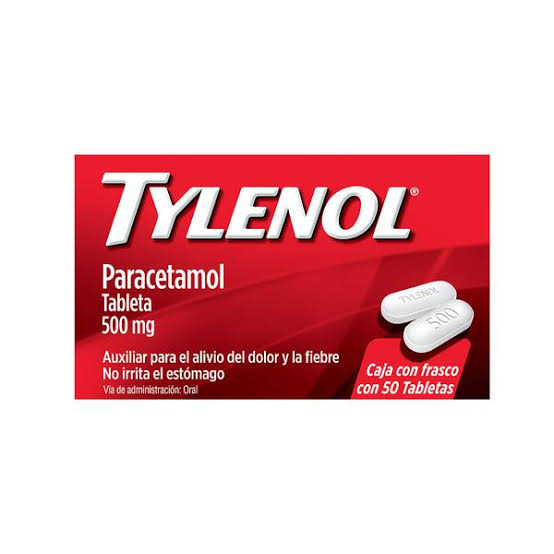 TYLENOL®
Paracetamol
Tableta
500 mg
Auxiliar para el alivio del dolor y la fiebre
No irrita el estómago
Vía de administración: Oral
TYLENOL
500
Caja con frasco
con 50 Tabletas